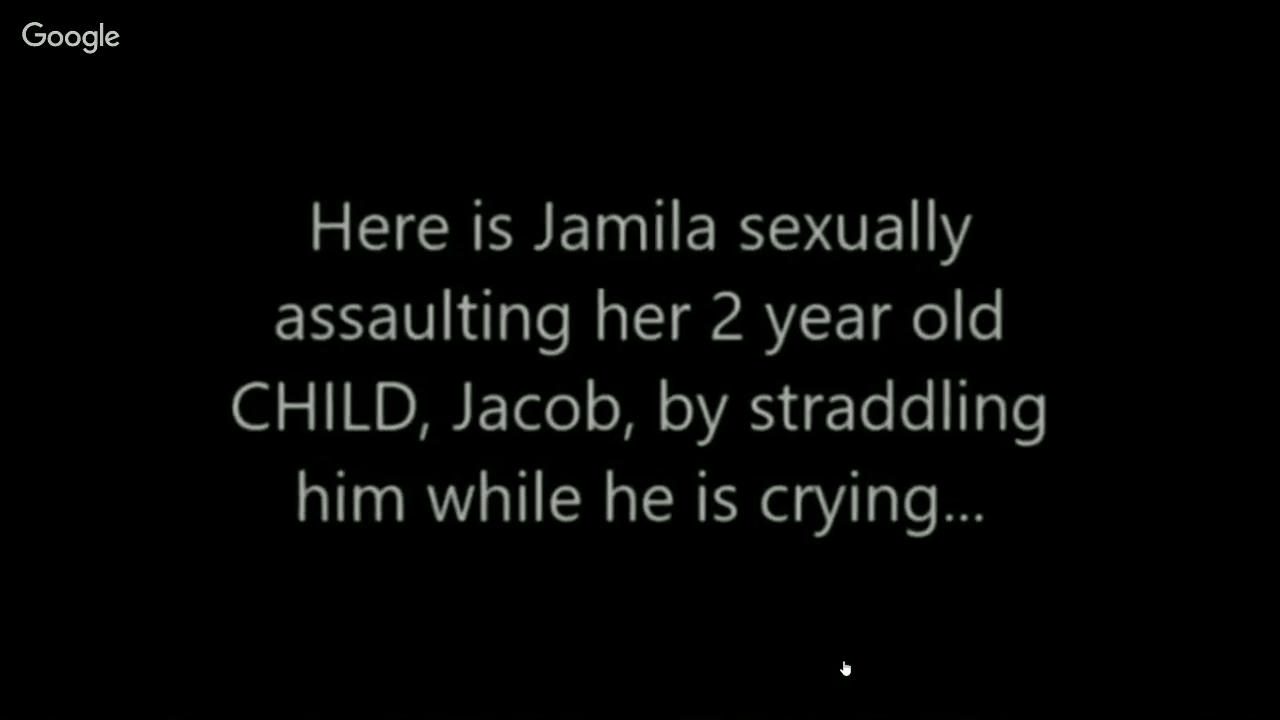 Google
Here is Jamila sexually
assaulting her 2 year old
CHILD, Jacob, by straddling
him while he is crying...